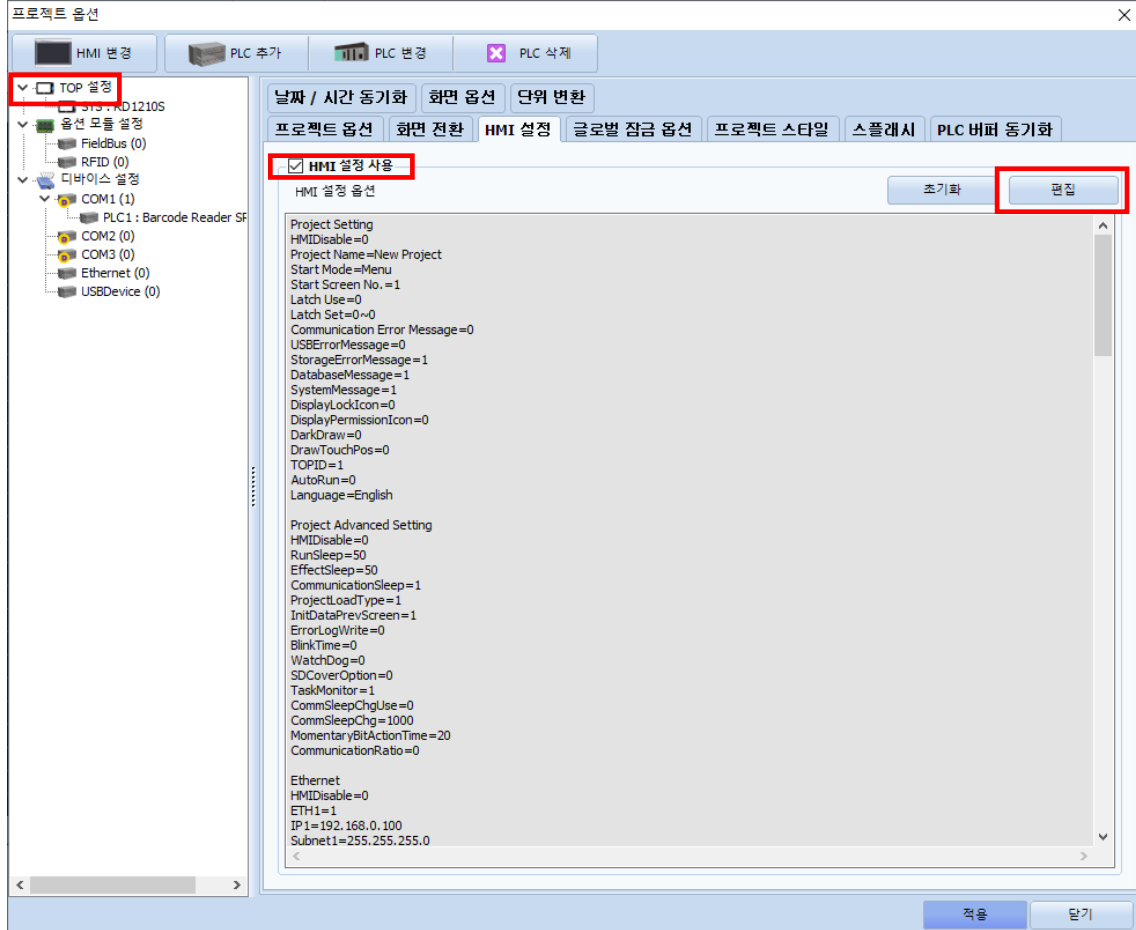 프로젝트 옵션
HMI 변경
PLC 추가
PLC 변경
PLC 삭제
TOP 설정
SYS : RD1210S
옵션 모듈 설정
FieldBus (0)
RFID (0)
디바이스 설정
COM1 (1)
PLC1 : Barcode Reader SF
COM2 (0)
COM3 (0)
Ethernet (0)
USBDevice (0)
날짜 / 시간 동기화 화면 옵션 단위 변환
프로젝트 옵션 화면 전환 HMI 설정 글로벌 잠금 옵션 프로젝트 스타일 스플래시 PLC 버퍼 동기화
HMI 설정 사용
HMI 설정 옵션
초기화
편집
Project Setting
HMIDisable=0
Project Name=New Project
Start Mode=Menu
Start Screen No.=1
Latch Use=0
Latch Set=0~0
Communication Error Message=0
USBErrorMessage=0
StorageErrorMessage=1
DatabaseMessage=1
SystemMessage=1
DisplayLockIcon=0
DisplayPermissionIcon=0
DarkDraw=0
DrawTouchPos=0
TOPID=1
AutoRun=0
Language=English
Project Advanced Setting
HMIDisable=0
RunSleep=50
EffectSleep=50
CommunicationSleep=1
ProjectLoadType=1
InitDataPrevScreen=1
ErrorLogWrite=0
BlinkTime=0
WatchDog=0
SDCoverOption=0
TaskMonitor=1
CommSleepChgUse=0
CommSleepChg=1000
MomentaryBitActionTime=20
CommunicationRatio=0
Ethernet
HMIDisable=0
ETH1=1
IP1=192.168.0.100
Subnet1=255.255.255.0
적용
닫기